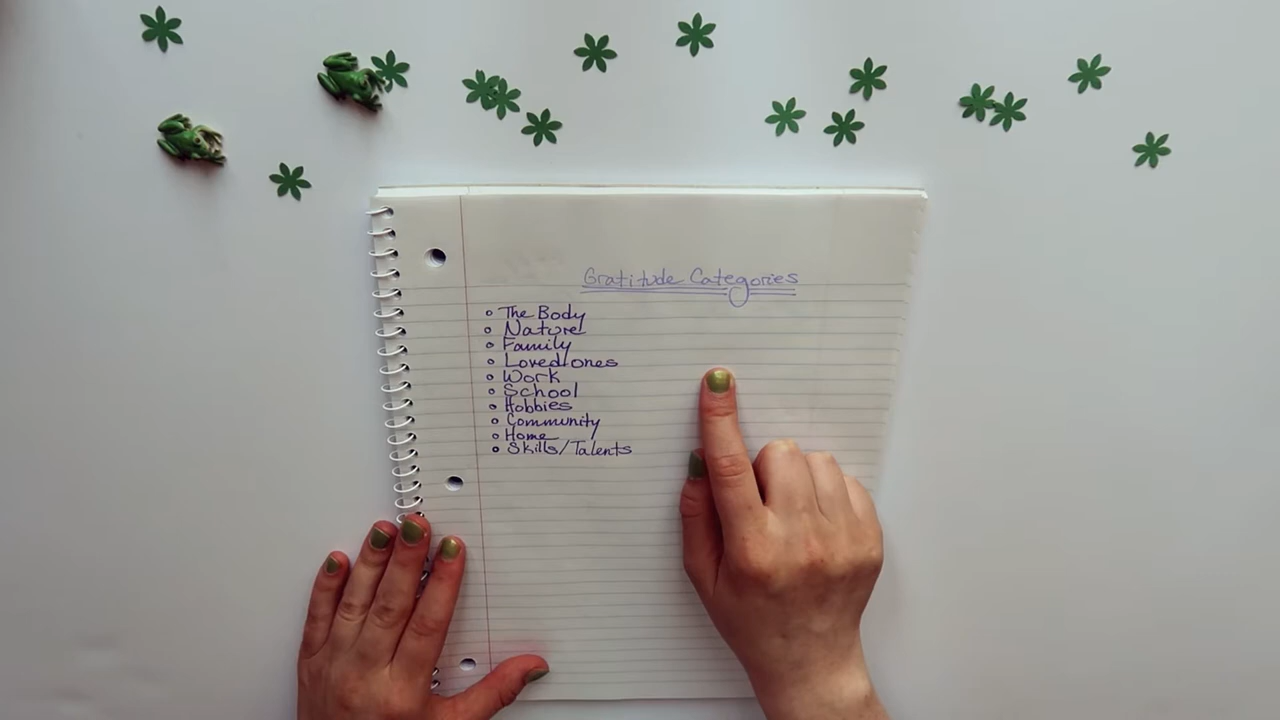 Gratitude Categories
The Body
Nature
Family
Loved ones
Work
School
Hobbies
Community
Home
Skills/Talents